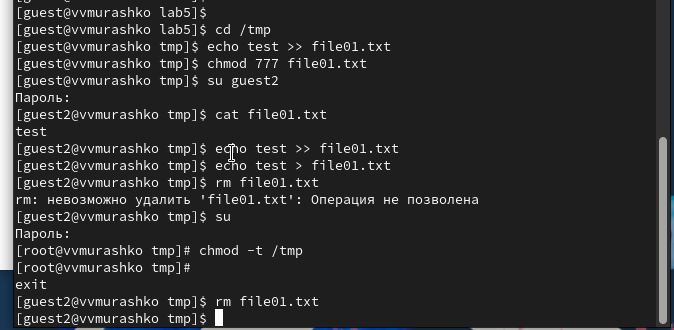 [guest@vvmurashko lab5]$
[guest@vvmurashko lab5]$ cd /tmp
[guest@vvmurashko tmp]$ echo test >> file01.txt
[guest@vvmurashko tmp]$ chmod 777 file01.txt
[guest@vvmurashko tmp]$ su guest2
Пароль:
[guest2@vvmurashko tmp]$ cat file01.txt
test
[guest2@vvmurashko tmp]$ echo test >> file01.txt
[guest2@vvmurashko tmp]$ echo test > file01.txt
[guest2@vvmurashko tmp]$ rm file01.txt
rm: невозможно удалить 'file01.txt': Операция не позволена
[guest2@vvmurashko tmp]$ su
Пароль:
[root@vvmurashko tmp]# chmod -t /tmp
[root@vvmurashko tmp]#
exit
[guest2@vvmurashko tmp]$ rm file01.txt
[guest2@vvmurashko tmp]$